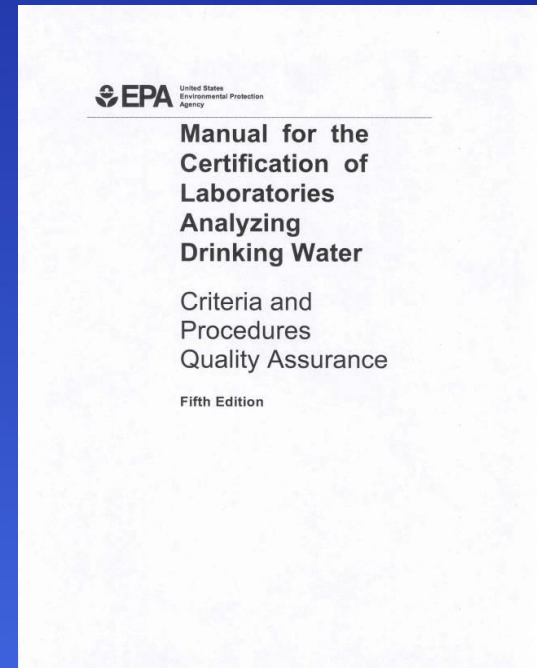 EPA
United States
Environmental Protection
Agency
Manual for the
Certification of
Laboratories
Analyzing
Drinking Water
Criteria and
Procedures
Quality Assurance
Fifth Edition